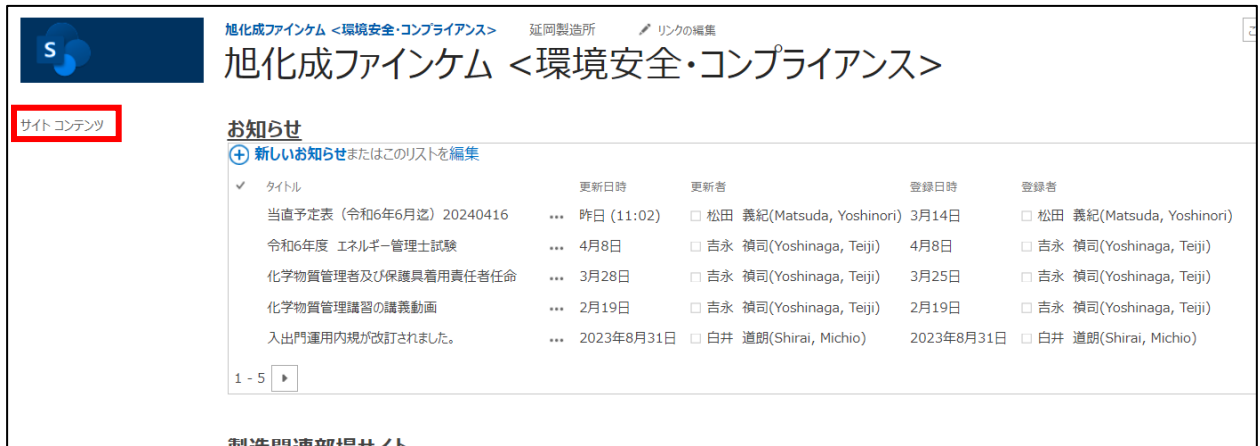 旭化成ファインケム <環境安全・コンプライアンス> 延岡製造所 リンクの編集
旭化成ファインケム <環境安全・コンプライアンス>
サイト コンテンツ
お知らせ
新しいお知らせまたはこのリストを編集
タイトル 更新日時 更新者 登録日時 登録者
当直予定表（令和6年6月迄）20240416 ... 昨日 (11:02) 松田 義紀(Matsuda, Yoshinori) 3月14日 松田 義紀(Matsuda, Yoshinori)
令和6年度 エネルギー管理士試験 ... 4月8日 吉永 禎司(Yoshinaga, Teiji) 4月8日 吉永 禎司(Yoshinaga, Teiji)
化学物質管理者及び保護具着用責任者任命 ... 3月28日 吉永 禎司(Yoshinaga, Teiji) 3月25日 吉永 禎司(Yoshinaga, Teiji)
化学物質管理講習の講義動画 ... 2月19日 吉永 禎司(Yoshinaga, Teiji) 2月19日 吉永 禎司(Yoshinaga, Teiji)
入出門運用内規が改訂されました。 ... 2023年8月31日 白井 道朗(Shirai, Michio) 2023年8月31日 白井 道朗(Shirai, Michio)
1 - 5
製造関連部場サイト